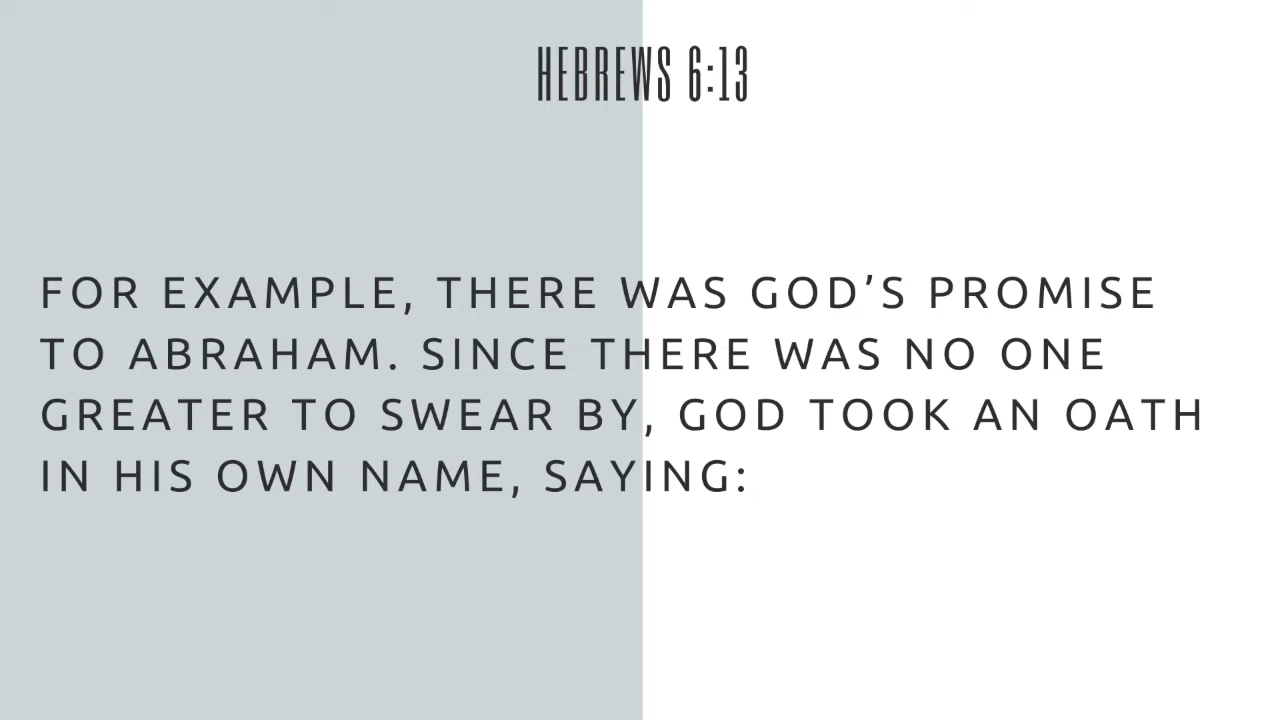 HEBREWS 6:13
FOR EXAMPLE, THERE WAS GOD’S PROMISE
TO ABRAHAM. SINCE THERE WAS NO ONE
GREATER TO SWEAR BY, GOD TOOK AN OATH
IN HIS OWN NAME, SAYING: